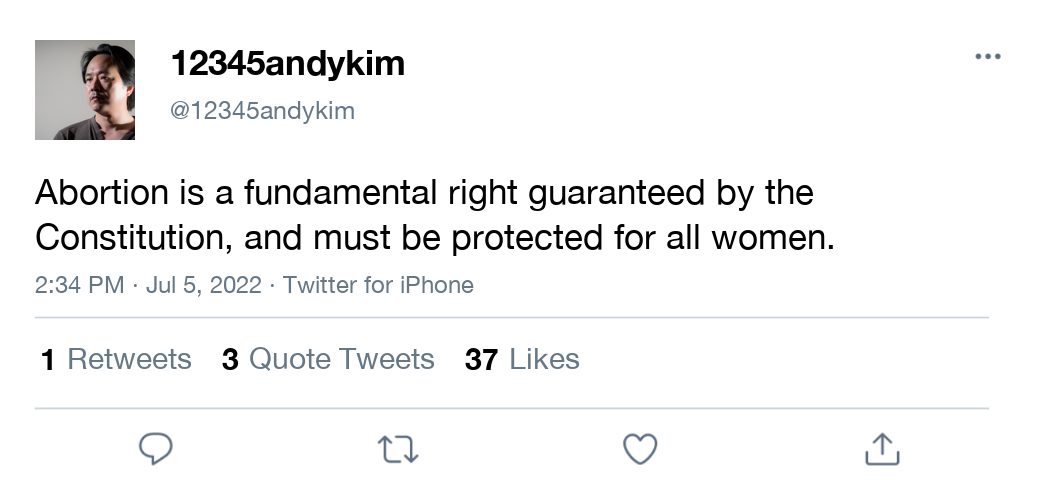 12345andykim
@12345andykim
Abortion is a fundamental right guaranteed by the
Constitution, and must be protected for all women.
2:34 PM · Jul 5, 2022 · Twitter for iPhone
1 Retweets 3 Quote Tweets 37 Likes